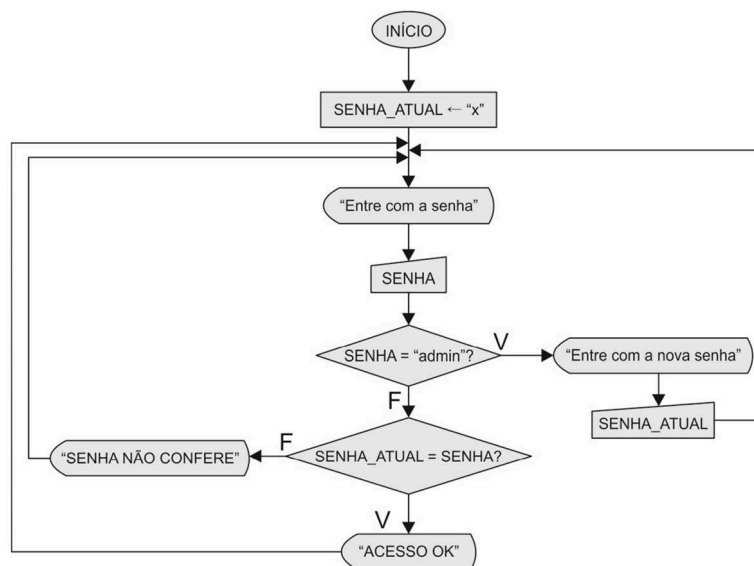 INÍCIO
SENHA_ATUAL ← “x”
“Entre com a senha”
SENHA
SENHA = “admin”?
V
“Entre com a nova senha”
F
SENHA_ATUAL
SENHA_ATUAL = SENHA?
F
“SENHA NÃO CONFERE”
V
“ACESSO OK”